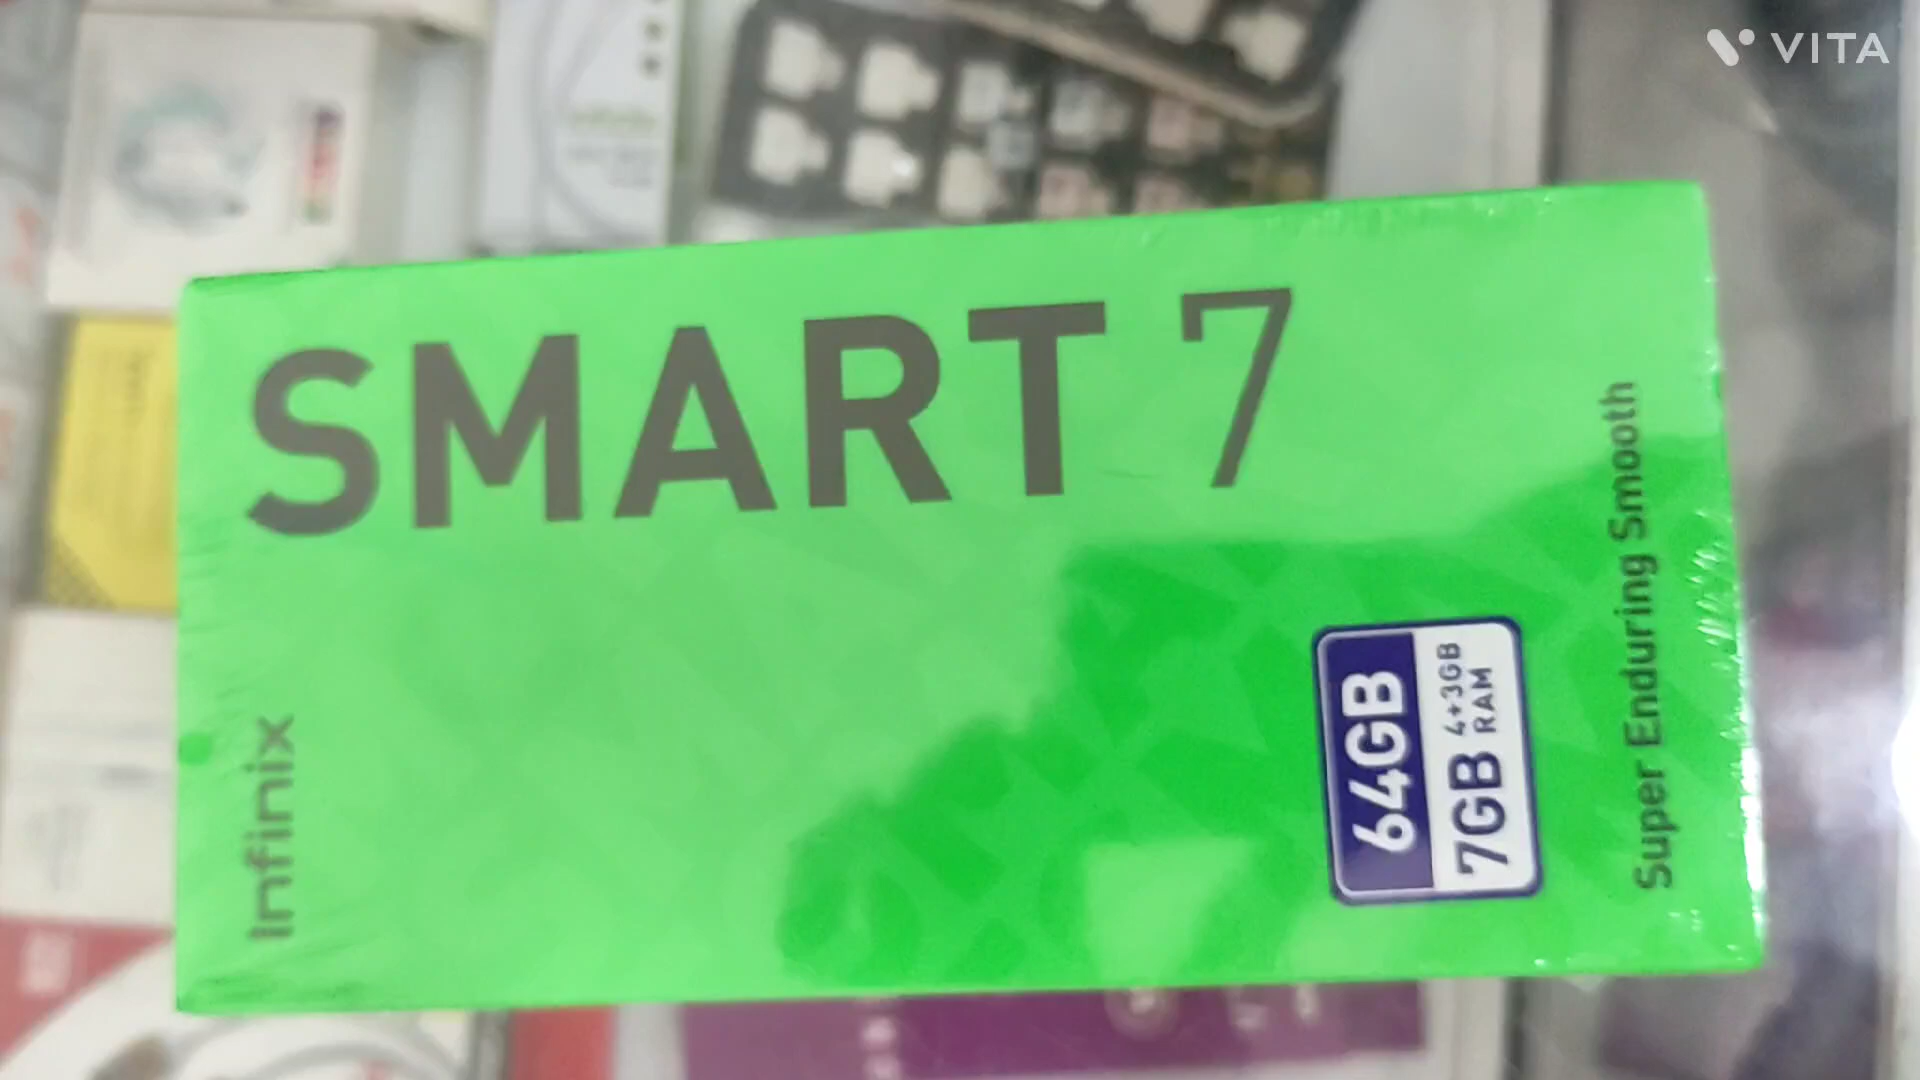 VITA
SMART 7
Infinix
64GB
7GB 4+3GB RAM
Super Enduring Smooth